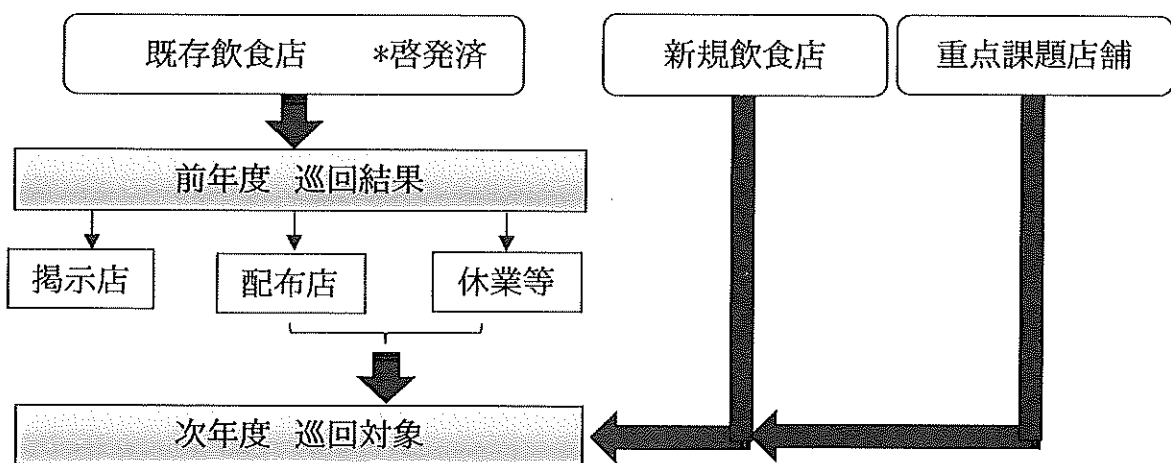 既存飲食店　*啓発済
新規飲食店
重点課題店舗
前年度　巡回結果
掲示店
配布店
休業等
次年度　巡回対象